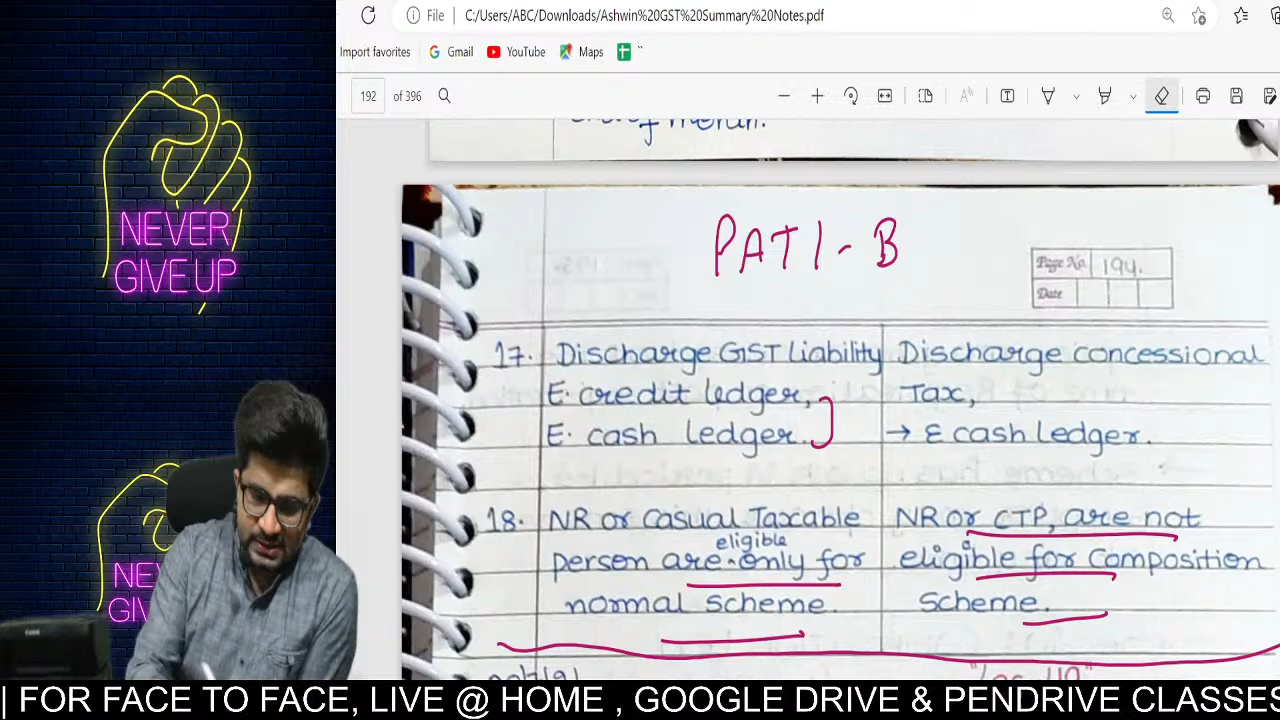 File | C:/Users/ABC/Downloads/Ashwin%20GST%20Summary%20Notes.pdf
Import favorites
Gmail
YouTube
Maps
192 of 396
NEVER
GIVE UP
PATI-B
Page No. 194.
Date
17. Discharge GST Liability
E. credit ledger,
E. cash ledger.
Discharge concessional
Tax,
→ E cash ledger.
18. NR or Casual Taxable
eligible
person are only for
normal scheme.
NR or CTP, are not
eligible for Composition
scheme.
| FOR FACE TO FACE, LIVE @ HOME , GOOGLE DRIVE & PENDRIVE CLASSES